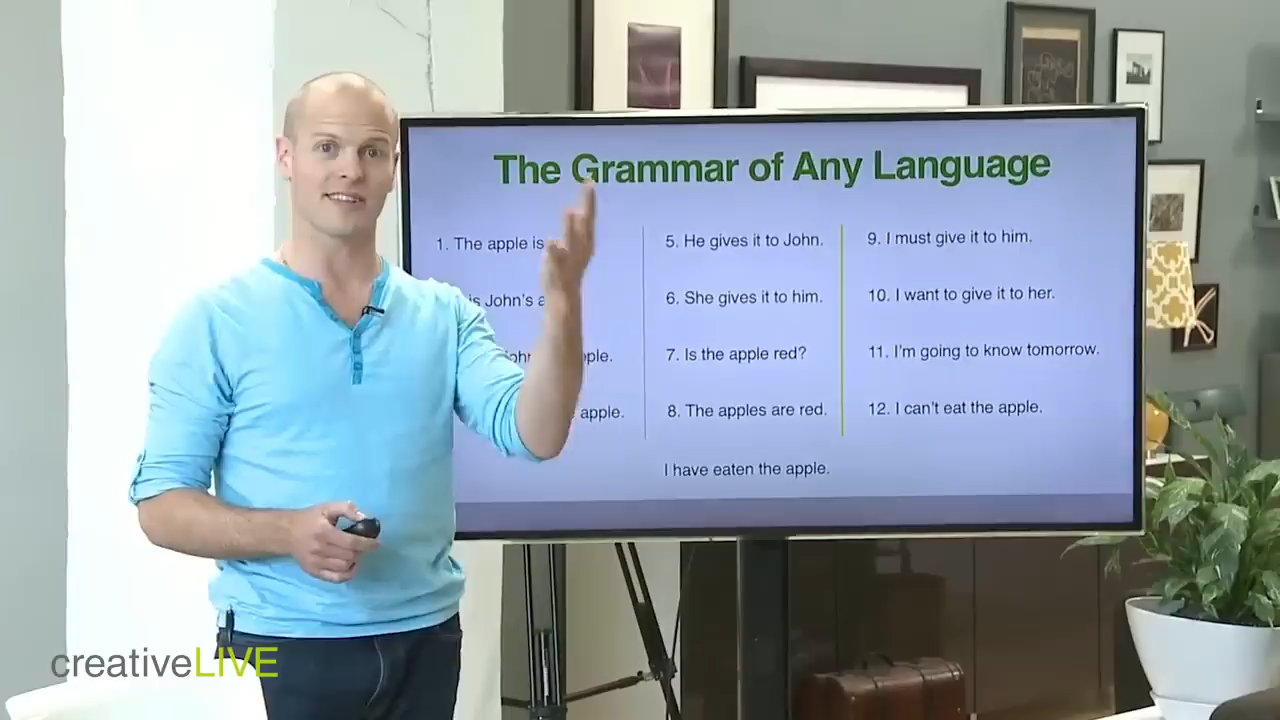 The Grammar of Any Language
1. The apple is
is John's a
John
ple.
apple.
5. He gives it to John.
6. She gives it to him.
7. Is the apple red?
8. The apples are red.
9. I must give it to him.
10. I want to give it to her.
11. I'm going to know tomorrow.
12. I can't eat the apple.
I have eaten the apple.
creativeLIVE